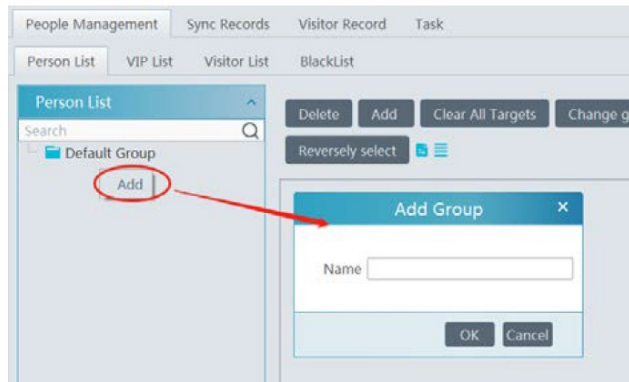 People Management Sync Records Visitor Record Task
Person List VIP List Visitor List BlackList
Person List
Search
Default Group
Add
Delete Add Clear All Targets Change g
Reversely select
Add Group ×
Name
OK Cancel